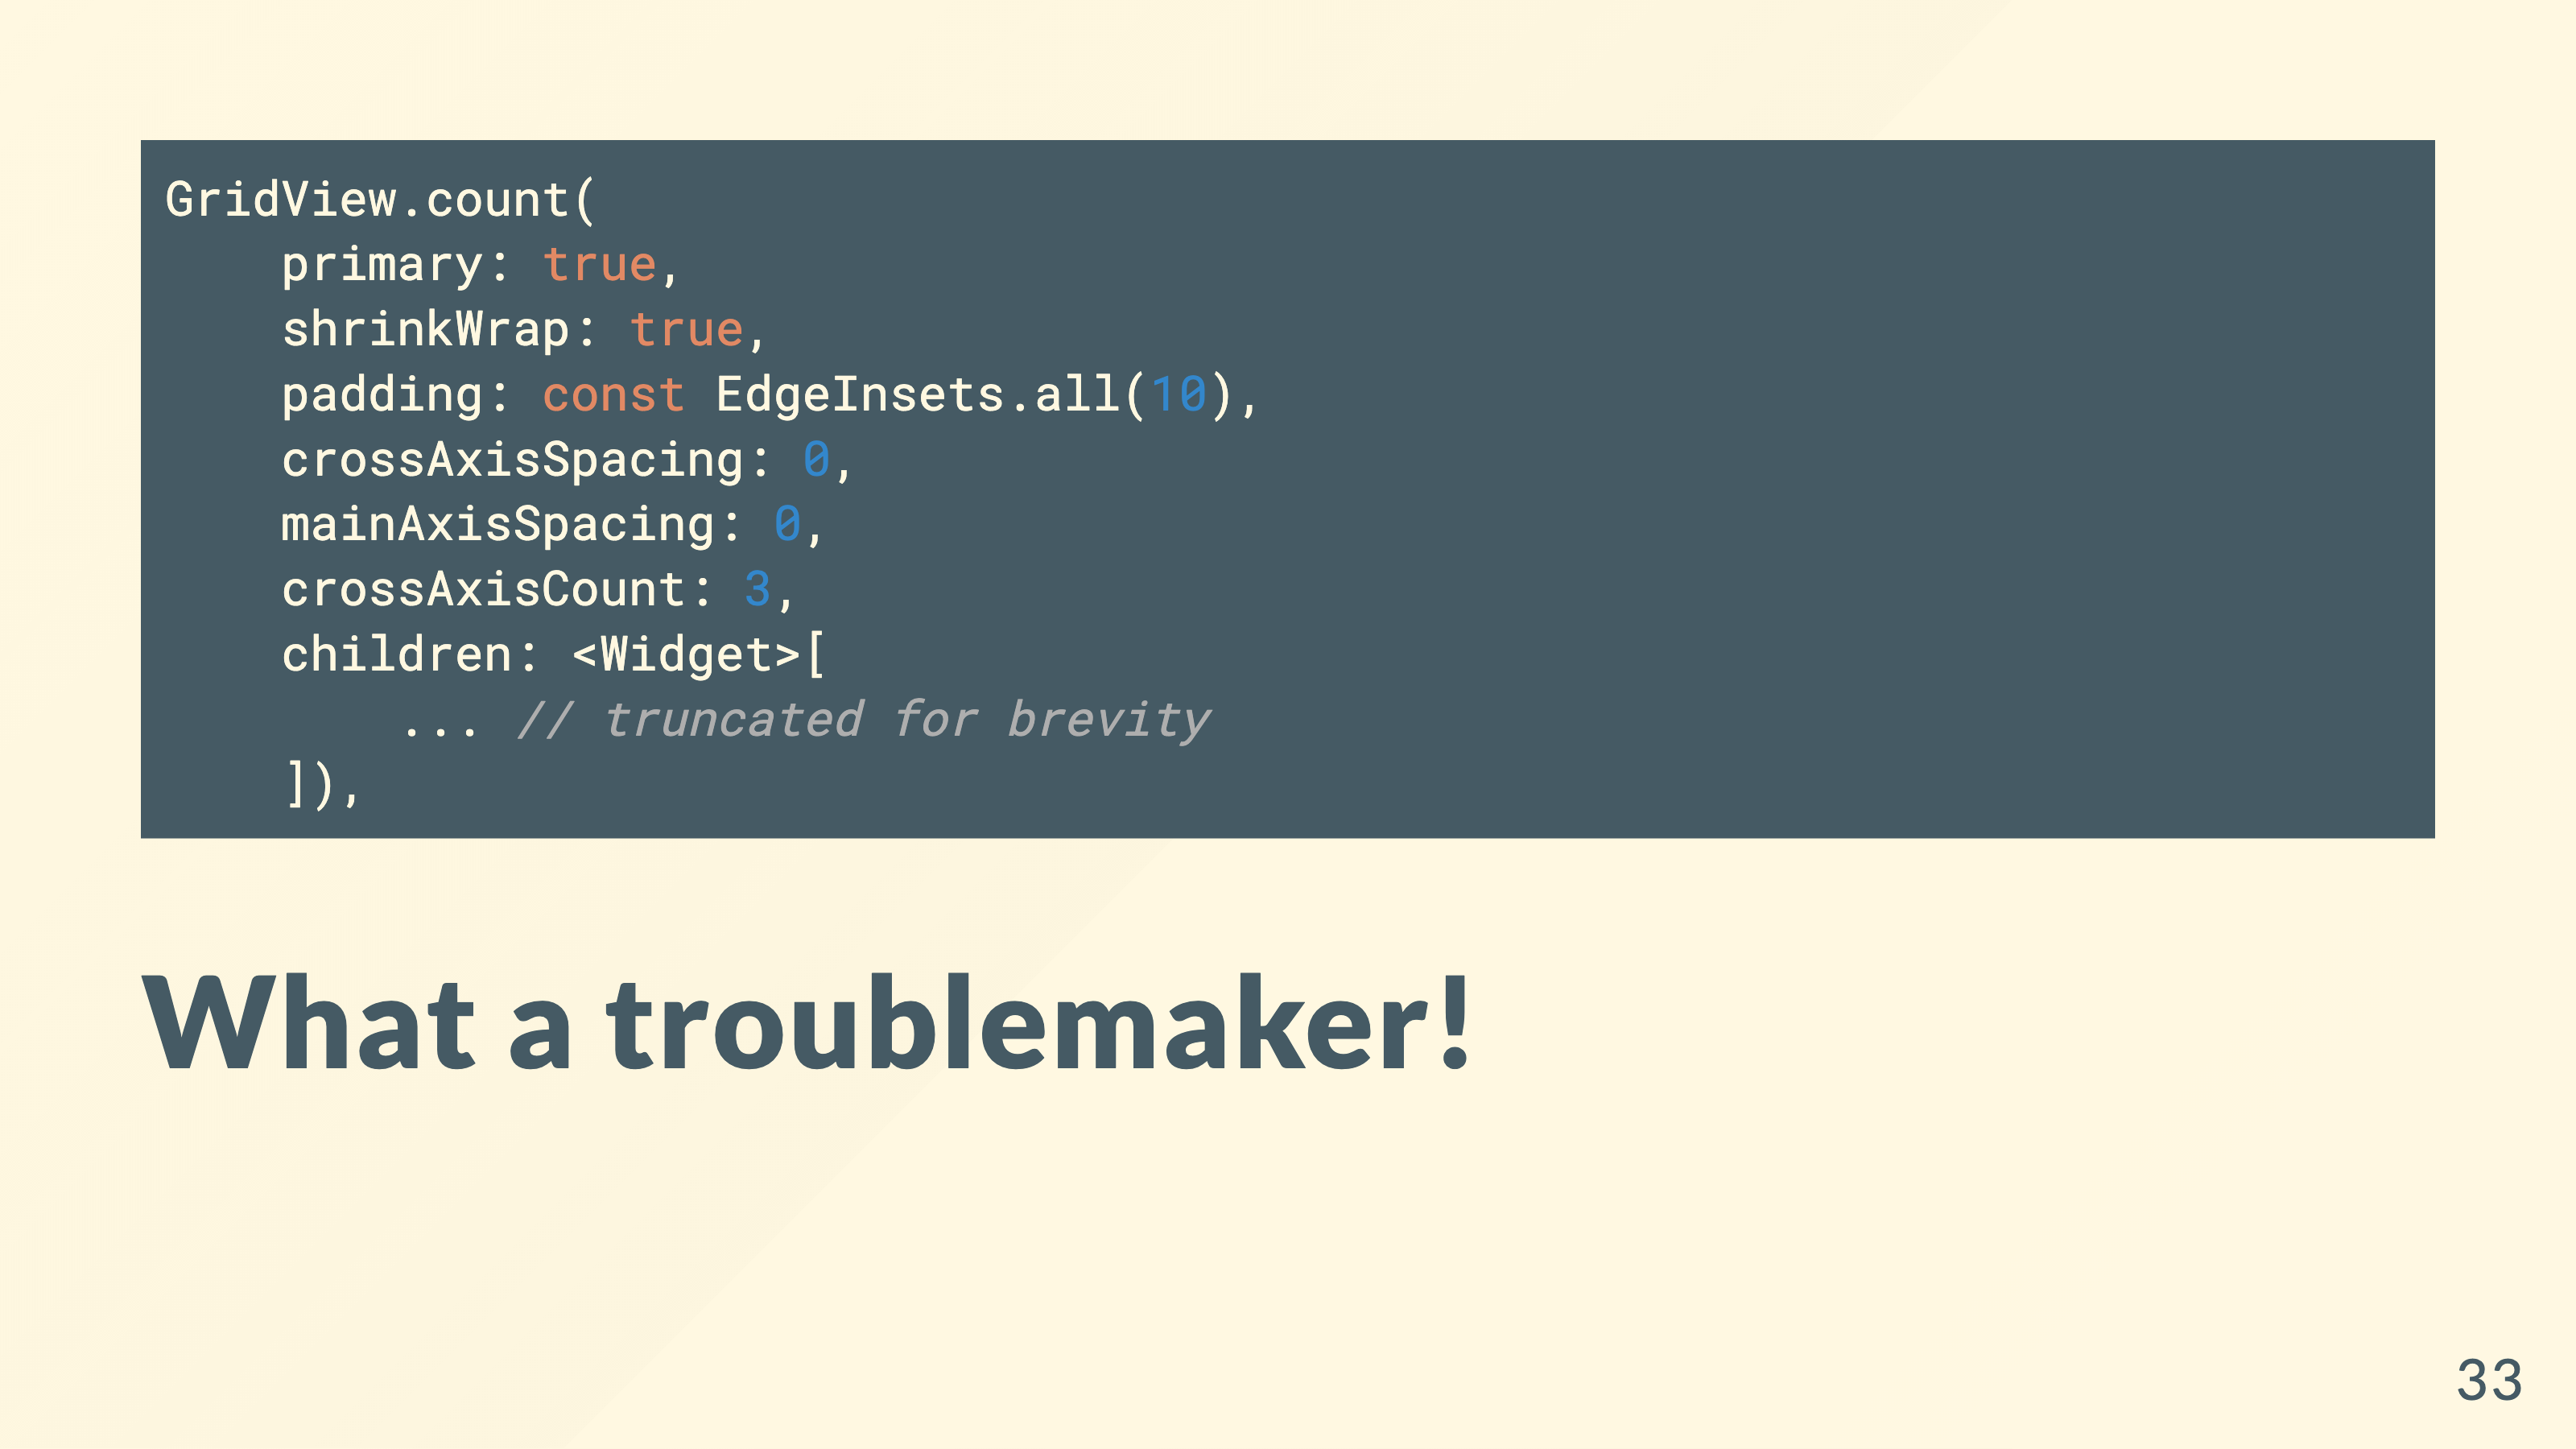 GridView.count(
    primary: true,
    shrinkWrap: true,
    padding: const EdgeInsets.all(10),
    crossAxisSpacing: 0,
    mainAxisSpacing: 0,
    crossAxisCount: 3,
    children: <Widget>[
        ... // truncated for brevity
    ]),
What a troublemaker!
33